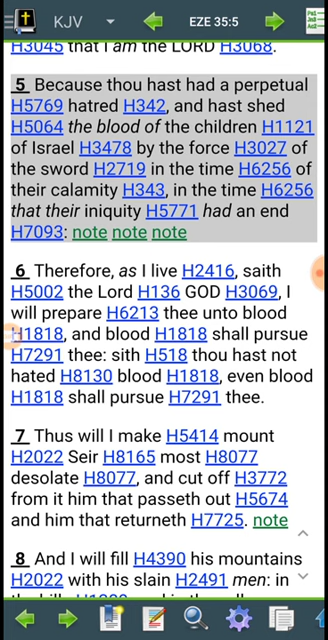 KJV
EZE 35:5
H3045 that I am the LORD H3068.
5 Because thou hast had a perpetual
H5769 hatred H342, and hast shed
H5064 the blood of the children H1121
of Israel H3478 by the force H3027 of
the sword H2719 in the time H6256 of
their calamity H343, in the time H6256
that their iniquity H5771 had an end
H7093: note note note
6 Therefore, as I live H2416, saith
H5002 the Lord H136 GOD H3069, I
will prepare H6213 thee unto blood
H1818, and blood H1818 shall pursue
H7291 thee: sith H518 thou hast not
hated H8130 blood H1818, even blood
H1818 shall pursue H7291 thee.
7 Thus will I make H5414 mount
H2022 Seir H8165 most H8077
desolate H8077, and cut off H3772
from it him that passeth out H5674
and him that returneth H7725. note
8 And I will fill H4390 his mountains
H2022 with his slain H2491 men: in